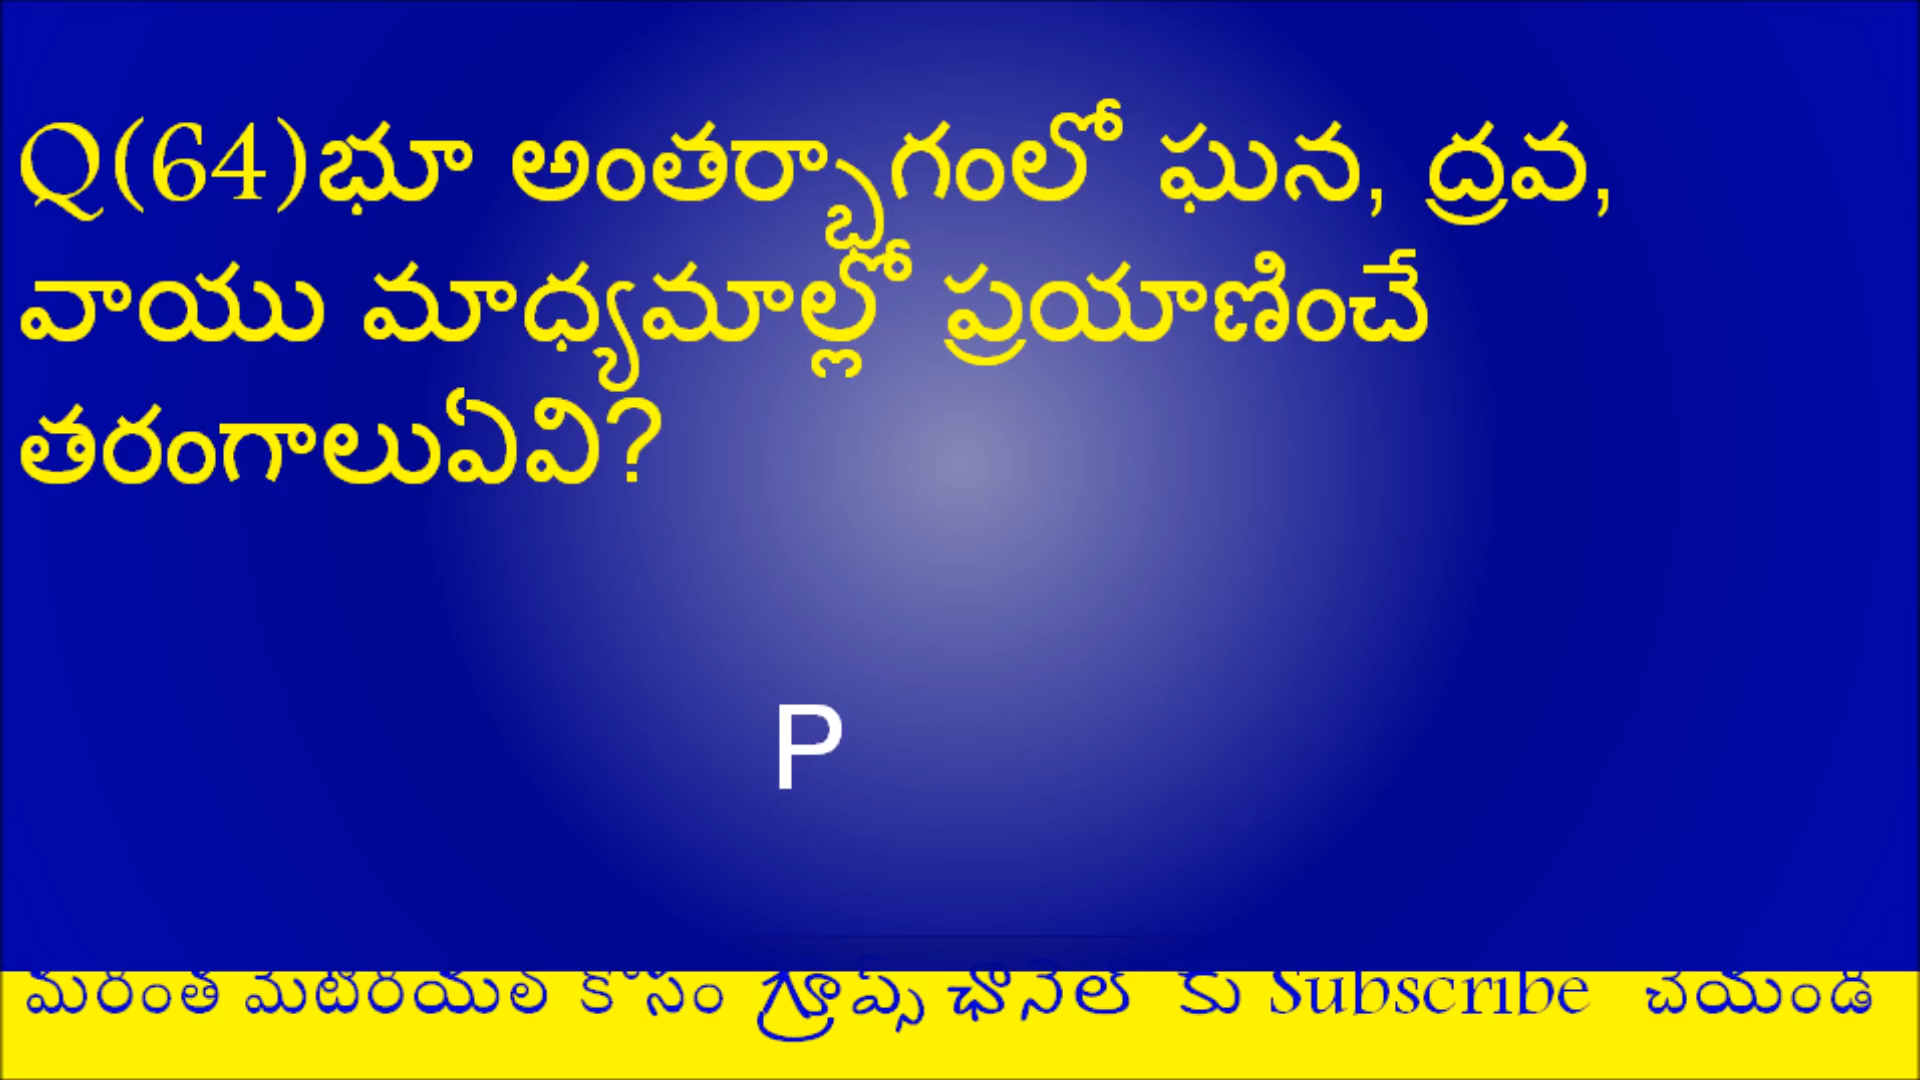 Q(64)భూ అంతర్భాగంలో ఘన, ద్రవ,
వాయు మాధ్యమాల్లో ప్రయాణించే
తరంగాలుఏవి?
P
మరింత మెటీరియల్ కోసం గ్రూప్స్ ఛానెల్ కు Subscribe చేయండి